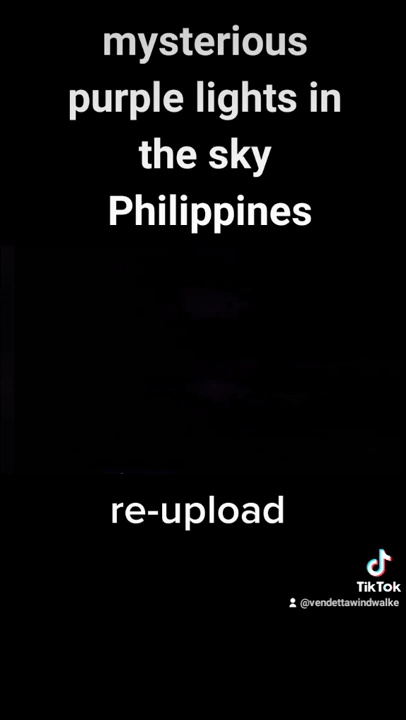 mysterious
purple lights in
the sky
Philippines
re-upload
TikTok
@vendettawindwalke